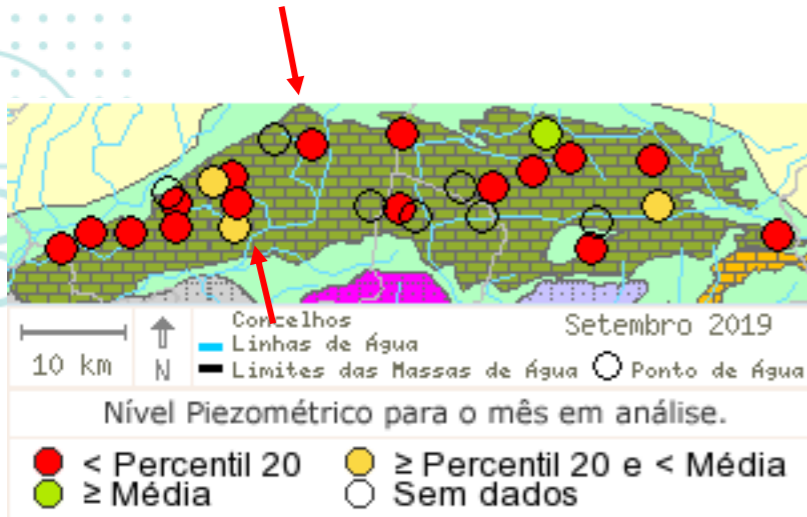 Concelhos
Setembro 2019
Linhas de Água
10 km
N
Limites das Massas de Água
Ponto de Água
Nível Piezométrico para o mês em análise.
< Percentil 20
≥ Percentil 20 e < Média
≥ Média
Sem dados